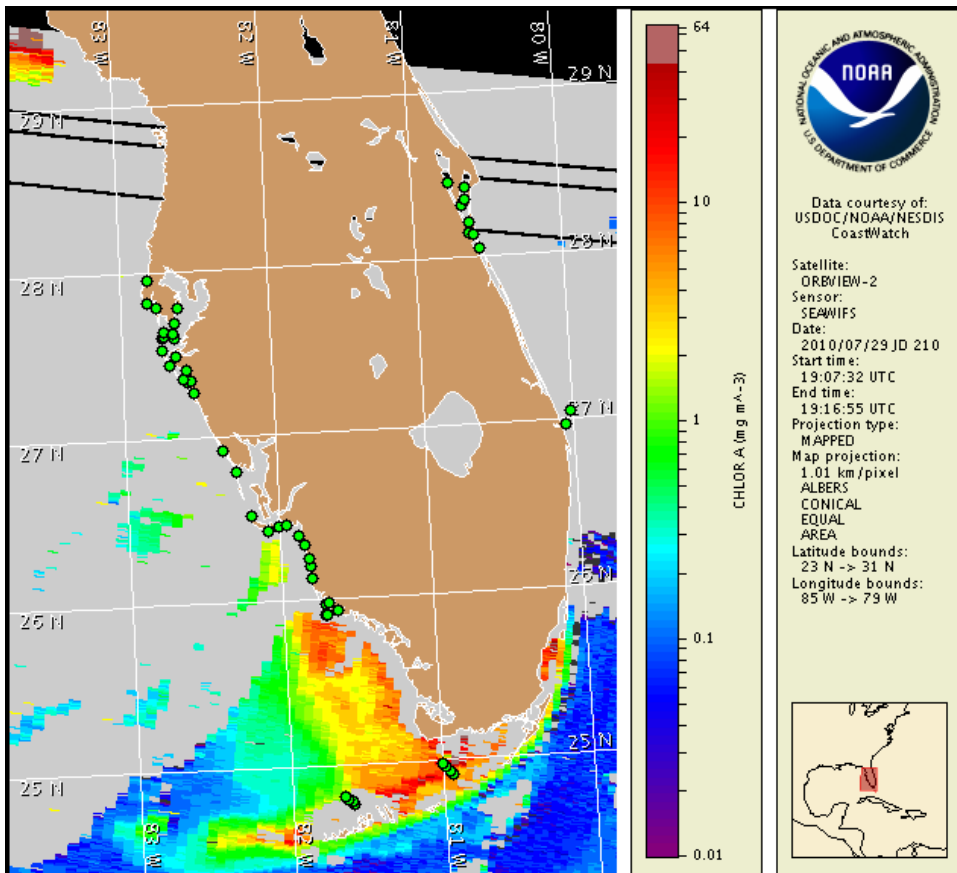 83 W
82 W
81 W
80 W
29 N
29 N
28 N
28 N
27 N
27 N
26 N
26 N
25 N
25 N
83 W
82 W
81 W
64
10
1
0.1
0.01
CHLOR A (mg m^-3)
NATIONAL OCEANIC AND ATMOSPHERIC ADMINISTRATION
NOAA
U.S. DEPARTMENT OF COMMERCE
Data courtesy of:
USDOC/NOAA/NESDIS
CoastWatch
Satellite:
ORBVIEW-2
Sensor:
SEAWIFS
Date:
2010/07/29 JD 210
Start time:
19:07:32 UTC
End time:
19:16:55 UTC
Projection type:
MAPPED
Map projection:
1.01 km/pixel
ALBERS
CONICAL
EQUAL
AREA
Latitude bounds:
23 N -> 31 N
Longitude bounds:
85 W -> 79 W